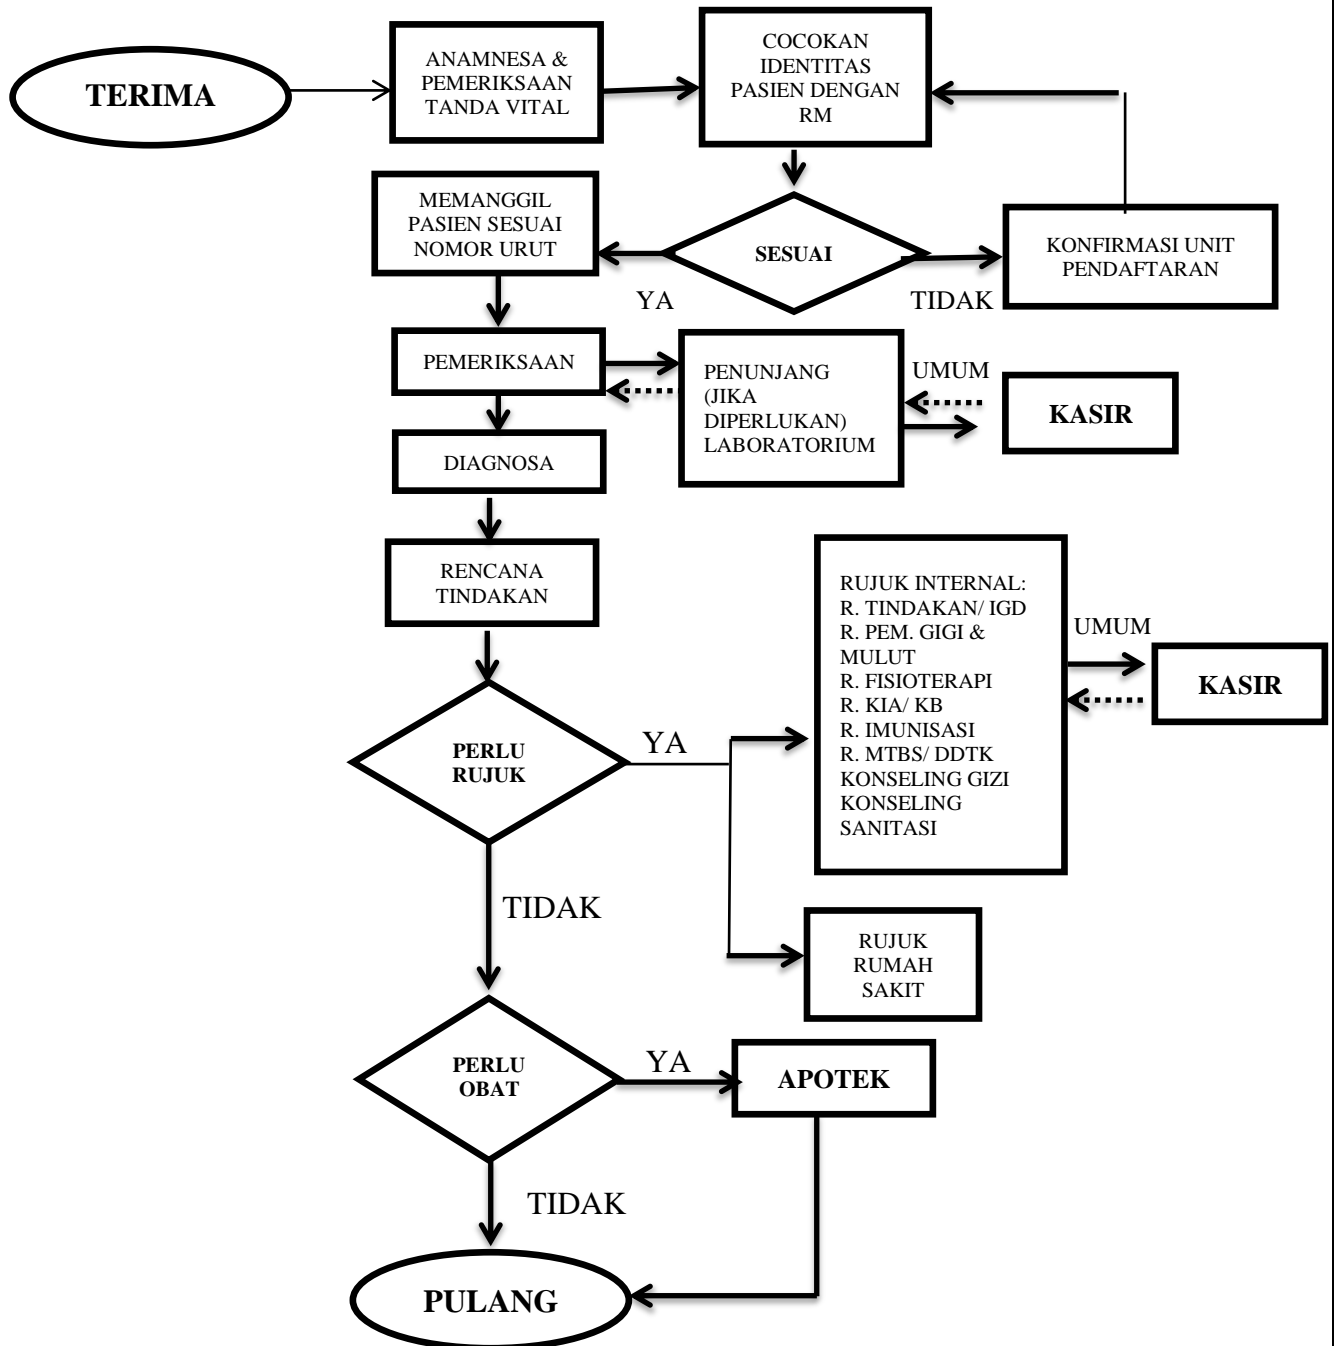 TERIMA
ANAMNESA &
PEMERIKSAAN
TANDA VITAL
COCOKAN
IDENTITAS
PASIEN DENGAN
RM
MEMANGGIL
PASIEN SESUAI
NOMOR URUT
SESUAI
KONFIRMASI UNIT
PENDAFTARAN
YA
TIDAK
PEMERIKSAAN
PENUNJANG
(JIKA
DIPERLUKAN)
LABORATORIUM
UMUM
KASIR
DIAGNOSA
RENCANA
TINDAKAN
RUJUK INTERNAL:
R. TINDAKAN/ IGD
R. PEM. GIGI &
MULUT
R. FISIOTERAPI
R. KIA/ KB
R. IMUNISASI
R. MTBS/ DDTK
KONSELING GIZI
KONSELING
SANITASI
UMUM
KASIR
PERLU
RUJUK
YA
TIDAK
RUJUK
RUMAH
SAKIT
PERLU
OBAT
YA
APOTEK
TIDAK
PULANG